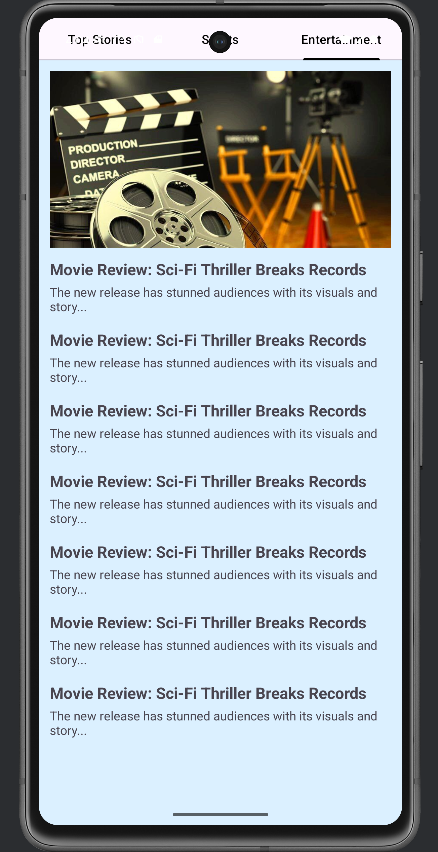 Top Stories
Entertainment
PRODUCTION
DIRECTOR
CAMERA
DIRECTOR
Movie Review: Sci-Fi Thriller Breaks Records
The new release has stunned audiences with its visuals and
story...
Movie Review: Sci-Fi Thriller Breaks Records
The new release has stunned audiences with its visuals and
story...
Movie Review: Sci-Fi Thriller Breaks Records
The new release has stunned audiences with its visuals and
story...
Movie Review: Sci-Fi Thriller Breaks Records
The new release has stunned audiences with its visuals and
story...
Movie Review: Sci-Fi Thriller Breaks Records
The new release has stunned audiences with its visuals and
story...
Movie Review: Sci-Fi Thriller Breaks Records
The new release has stunned audiences with its visuals and
story...
Movie Review: Sci-Fi Thriller Breaks Records
The new release has stunned audiences with its visuals and
story...